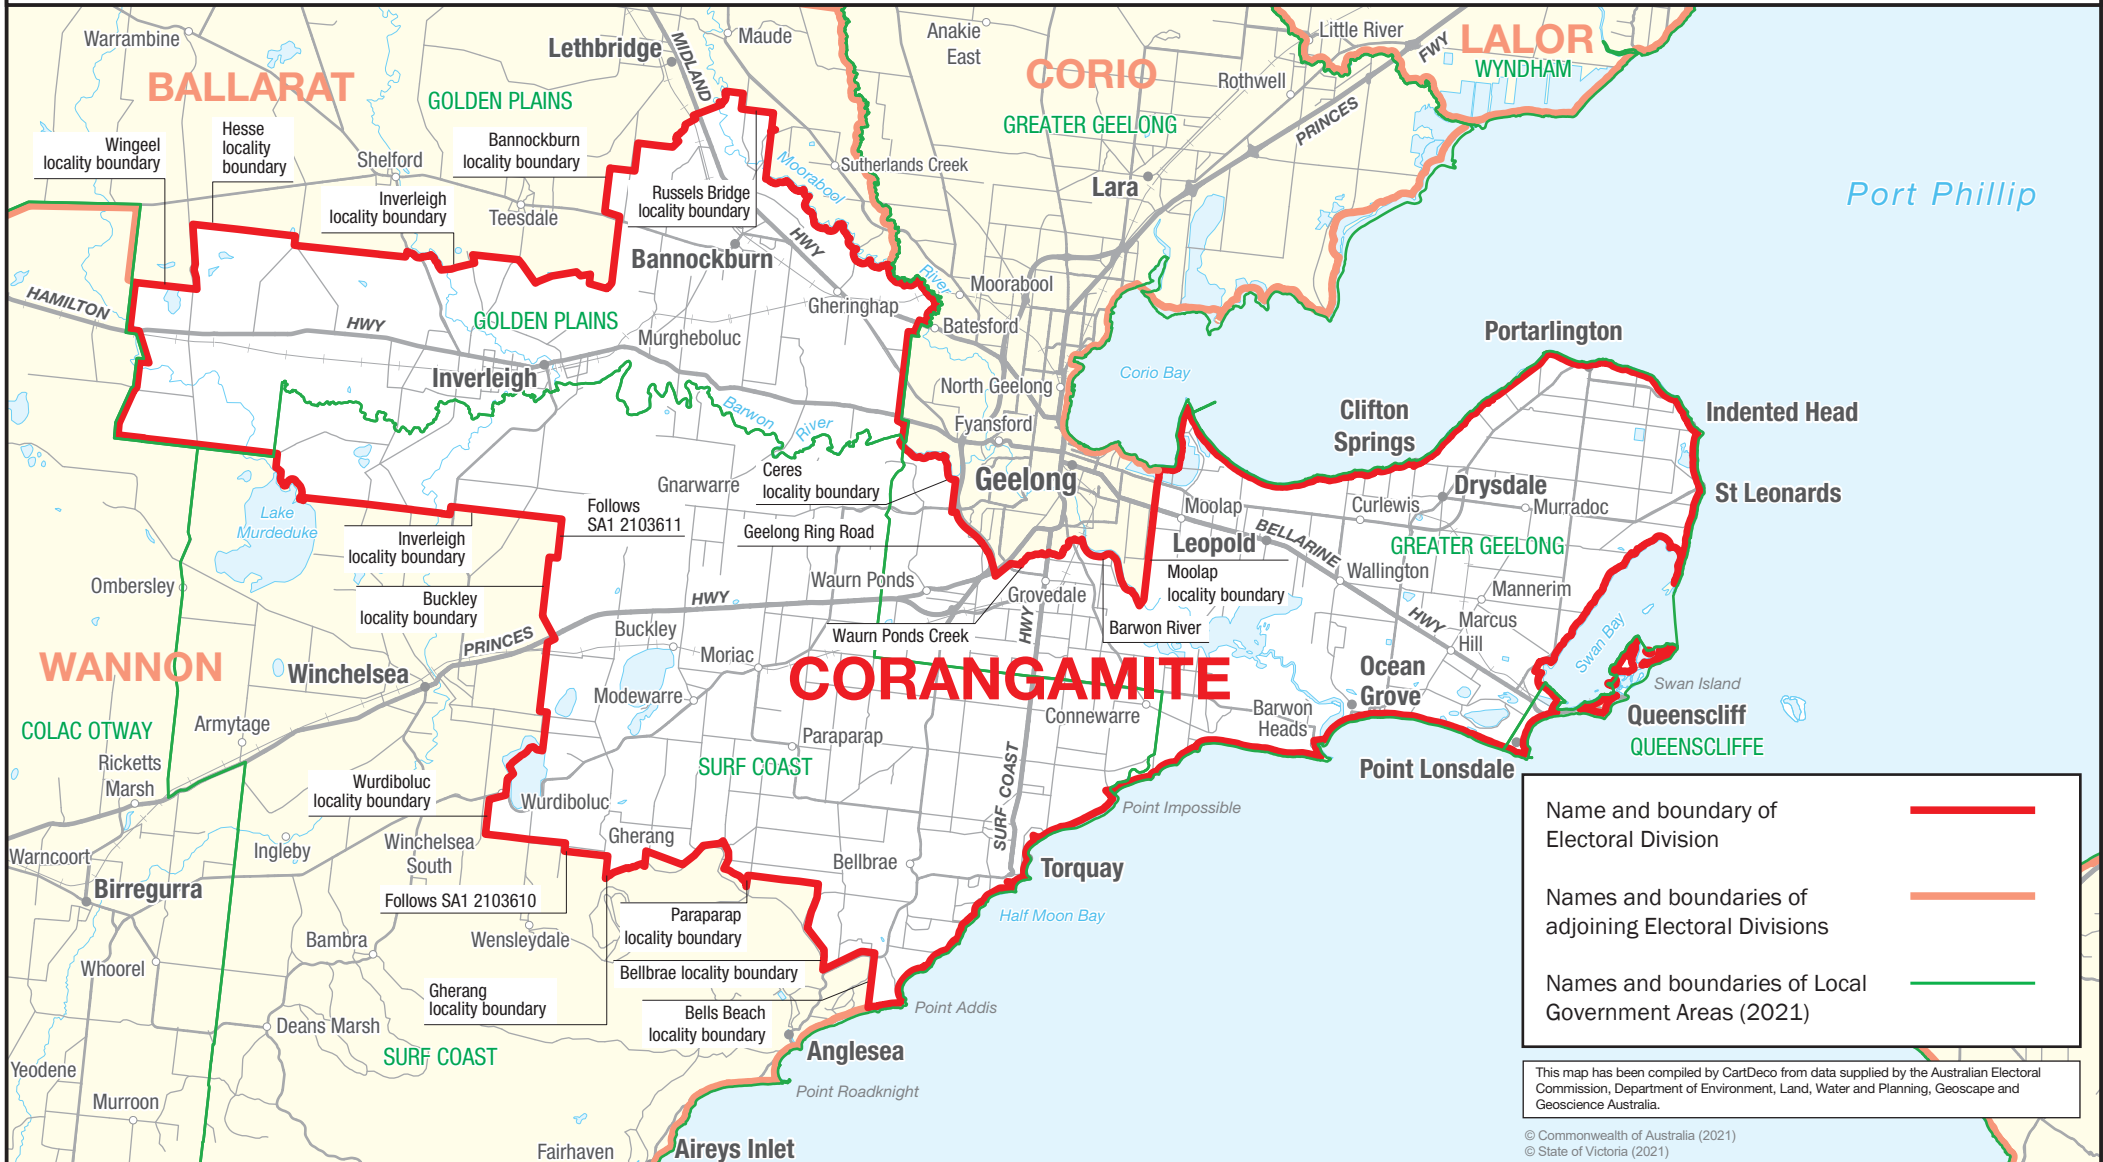 Warrambine
Lethbridge
MIDLAND
Maude
Anakie
East
Little River
LALOR
WYNDHAM
FWY
BALLARAT
GOLDEN PLAINS
CORIO
GREATER GEELONG
Rothwell
PRINCES
Wingeel
locality boundary
Hesse
locality
boundary
Bannockburn
locality boundary
Shelford
Inverleigh
locality boundary
Teesdale
Russels Bridge
locality boundary
Moorabool
Sutherlands Creek
Lara
Port Phillip
HWY
Bannockburn
River
Moorabool
Gheringhap
Batesford
HAMILTON
HWY
GOLDEN PLAINS
Murgheboluc
Inverleigh
Barwon
River
North Geelong
Fyansford
Corio Bay
Portarlington
Indented Head
Clifton
Springs
Geelong
Ceres
locality boundary
Gnarwarre
Follows
SA1 2103611
Geelong Ring Road
Lake
Murdeduke
Inverleigh
locality boundary
Moolap
Leopold
BELLARINE
Curlewis
Drysdale
Murradoc
St Leonards
GREATER GEELONG
Moolap
locality boundary
Wallington
Mannerim
HWY
Marcus
Hill
Ombersley
Buckley
locality boundary
Waurn Ponds
HWY
Grovedale
HWY
Waurn Ponds Creek
Barwon River
PRINCES
Buckley
Moriac
WANNON
Winchelsea
CORANGAMITE
Modewarre
Connewarre
Barwon
Heads
Ocean
Grove
Swan Bay
Swan Island
Queenscliff
QUEENSCLIFFE
Point Lonsdale
COLAC OTWAY
Armytage
Ricketts
Marsh
Paraparap
SURF COAST
SURF COAST
Wurdiboluc
locality boundary
Wurdiboluc
Point Impossible
Gherang
Winchelsea
South
Ingleby
Warncoort
Birregurra
Bellbrae
Torquay
Half Moon Bay
Follows SA1 2103610
Paraparap
locality boundary
Bambra
Wensleydale
Whoorel
Bellbrae locality boundary
Gherang
locality boundary
Bells Beach
locality boundary
Point Addis
Deans Marsh
SURF COAST
Anglesea
Yeodene
Point Roadknight
Murroon
Fairhaven
Aireys Inlet
Name and boundary of
Electoral Division
Names and boundaries of
adjoining Electoral Divisions
Names and boundaries of Local
Government Areas (2021)
This map has been compiled by CartDeco from data supplied by the Australian Electoral
Commission, Department of Environment, Land, Water and Planning, Geoscape and
Geoscience Australia.
© Commonwealth of Australia (2021)
© State of Victoria (2021)